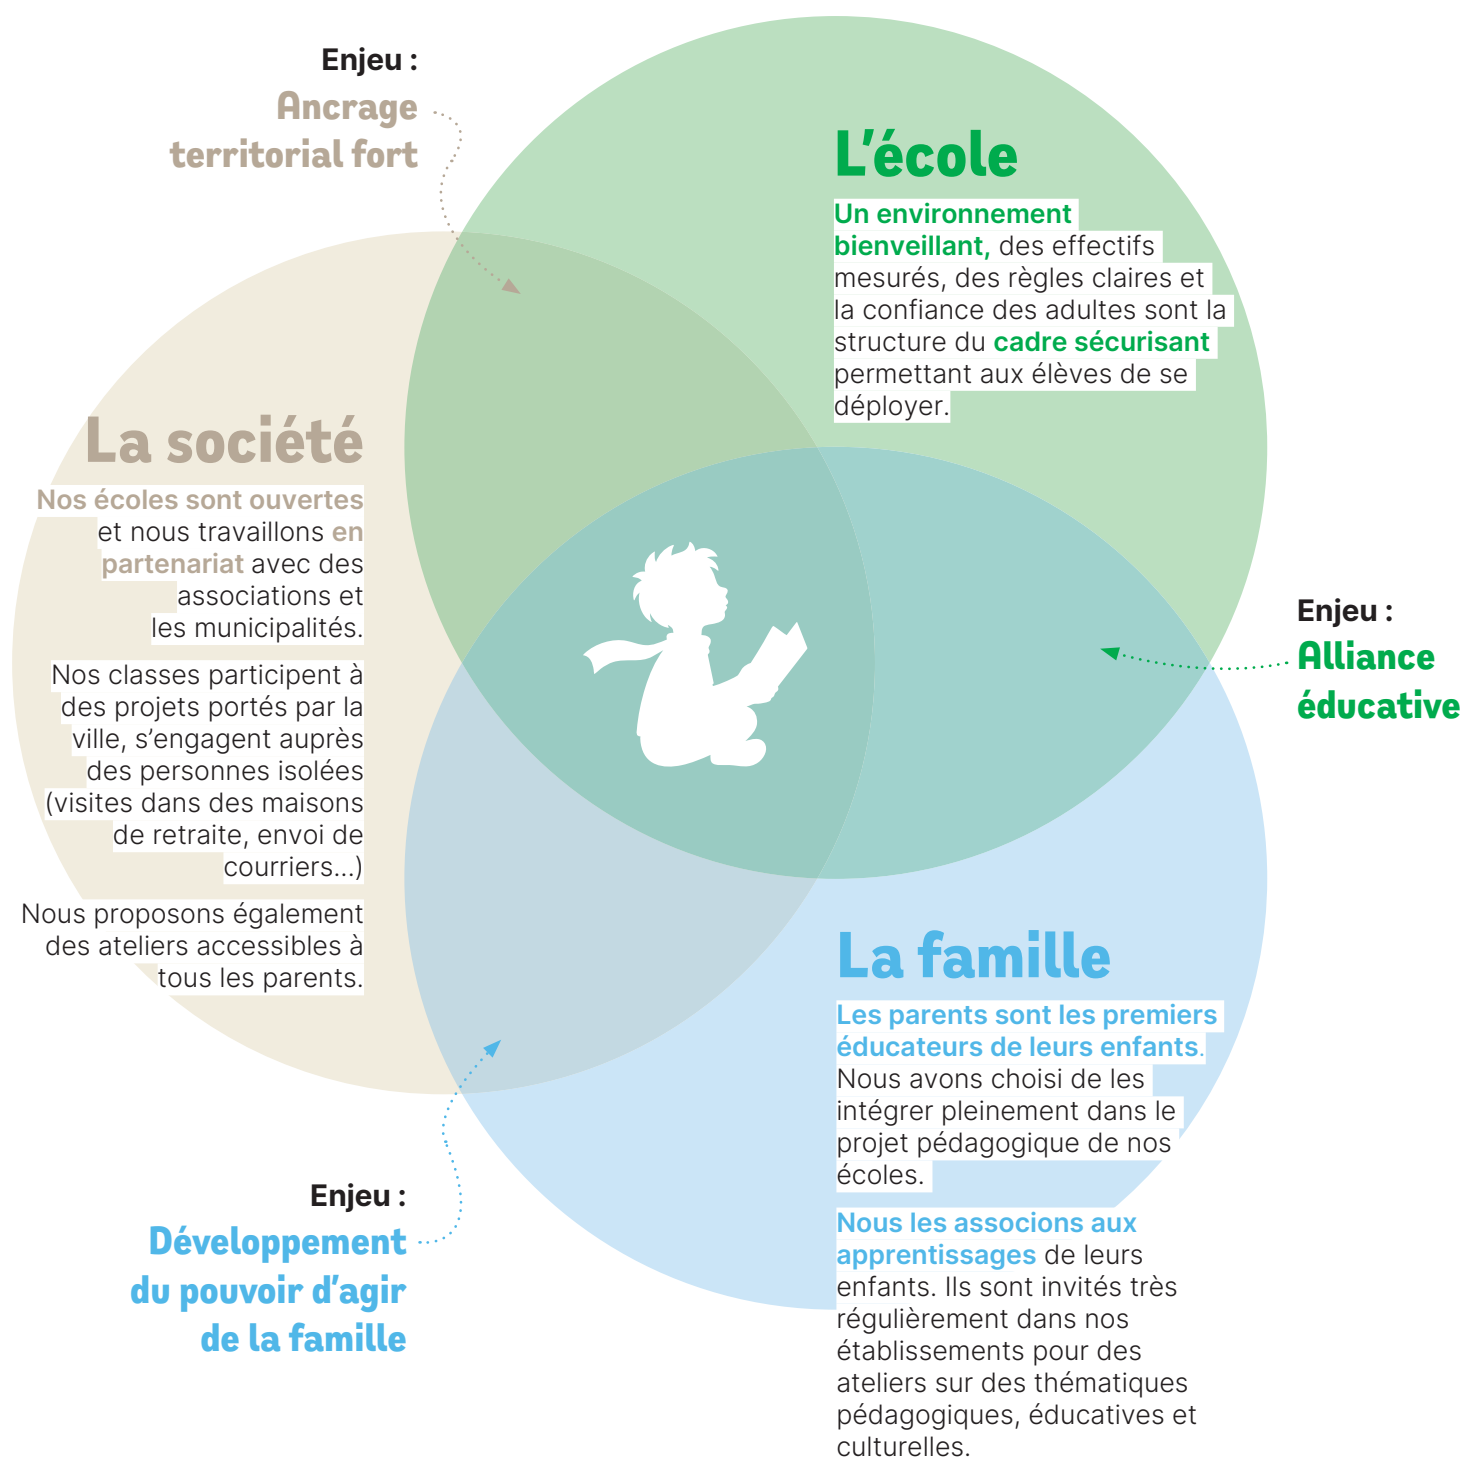 Enjeu :
Ancrage
territorial fort
L’école
Un environnement
bienveillant, des effectifs
mesurés, des règles claires et
la confiance des adultes sont la
structure du cadre sécurisant
permettant aux élèves de se
déployer.
La société
Nos écoles sont ouvertes
et nous travaillons en
partenariat avec des
associations et
les municipalités.
Nos classes participent à
des projets portés par la
ville, s’engagent auprès
des personnes isolées
(visites dans des maisons
de retraite, envoi de
courriers…)
Nous proposons également
des ateliers accessibles à
tous les parents.
Enjeu :
Alliance
éducative
La famille
Les parents sont les premiers
éducateurs de leurs enfants.
Nous avons choisi de les
intégrer pleinement dans le
projet pédagogique de nos
écoles.
Nous les associons aux
apprentissages de leurs
enfants. Ils sont invités très
régulièrement dans nos
établissements pour des
ateliers sur des thématiques
pédagogiques, éducatives et
culturelles.
Enjeu :
Développement
du pouvoir d’agir
de la famille